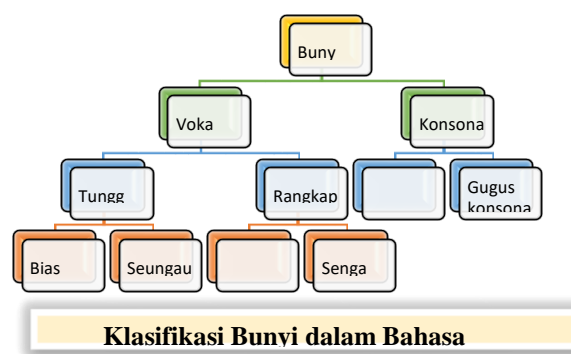 Buny
Voka
Konsona
Tungg
Rangkap
Gugus
konsona
Bias
Seungau
Senga
Klasifikasi Bunyi dalam Bahasa